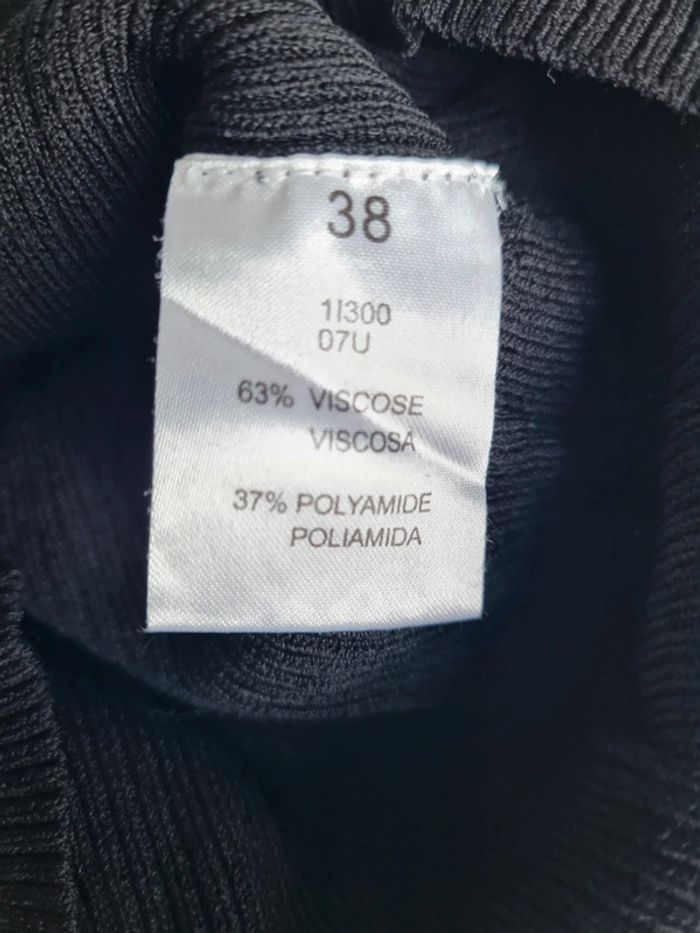 38
1I300
07U
63% VISCOSE
VISCOSA
37% POLYAMIDE
POLIAMIDA